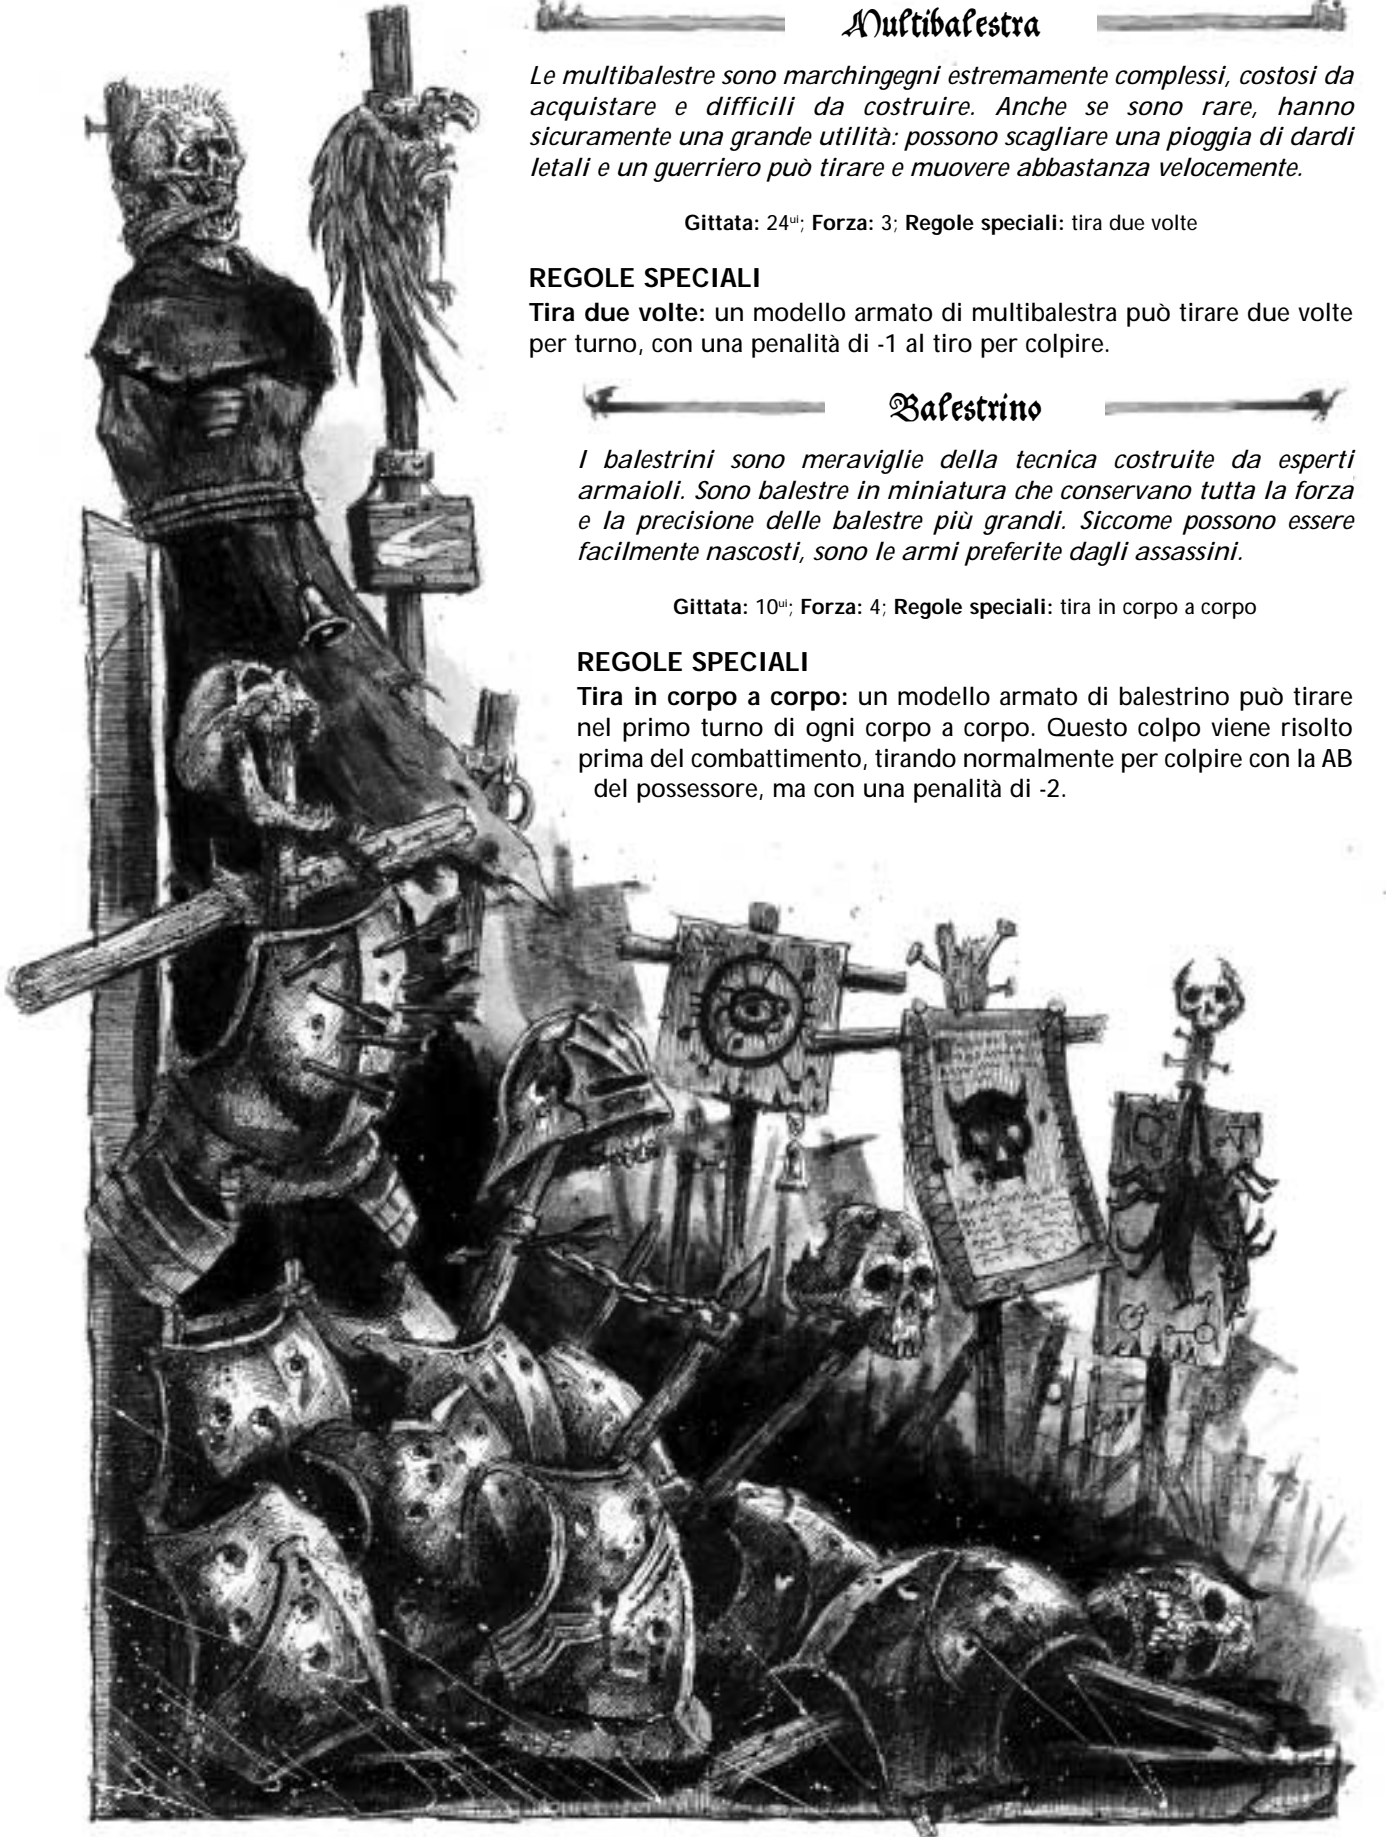 Multibalestra
Le multibalestre sono marchingegni estremamente complessi, costosi da
acquistare e difficili da costruire. Anche se sono rare, hanno
sicuramente una grande utilità: possono scagliare una pioggia di dardi
letali e un guerriero può tirare e muovere abbastanza velocemente.
Gittata: 24ui; Forza: 3; Regole speciali: tira due volte
REGOLE SPECIALI
Tira due volte: un modello armato di multibalestra può tirare due volte
per turno, con una penalità di -1 al tiro per colpire.
Balestrino
I balestrini sono meraviglie della tecnica costruite da esperti
armaioli. Sono balestre in miniatura che conservano tutta la forza
e la precisione delle balestre più grandi. Siccome possono essere
facilmente nascosti, sono le armi preferite dagli assassini.
Gittata: 10ui; Forza: 4; Regole speciali: tira in corpo a corpo
REGOLE SPECIALI
Tira in corpo a corpo: un modello armato di balestrino può tirare
nel primo turno di ogni corpo a corpo. Questo colpo viene risolto
prima del combattimento, tirando normalmente per colpire con la AB
del possessore, ma con una penalità di -2.